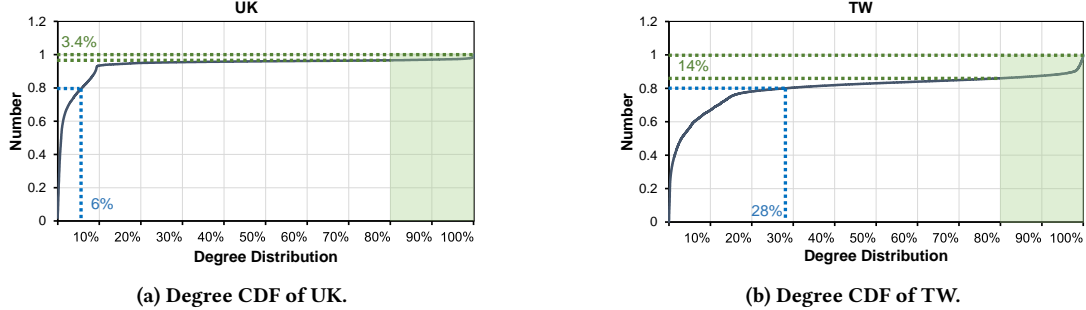 UK
1.2
1
0.8
0.6
0.4
0.2
0
Number
3.4%
6%
10% 20% 30% 40% 50% 60% 70% 80% 90% 100%
Degree Distribution
(a) Degree CDF of UK.
TW
1.2
1
0.8
0.6
0.4
0.2
0
Number
14%
28%
10% 20% 30% 40% 50% 60% 70% 80% 90% 100%
Degree Distribution
(b) Degree CDF of TW.